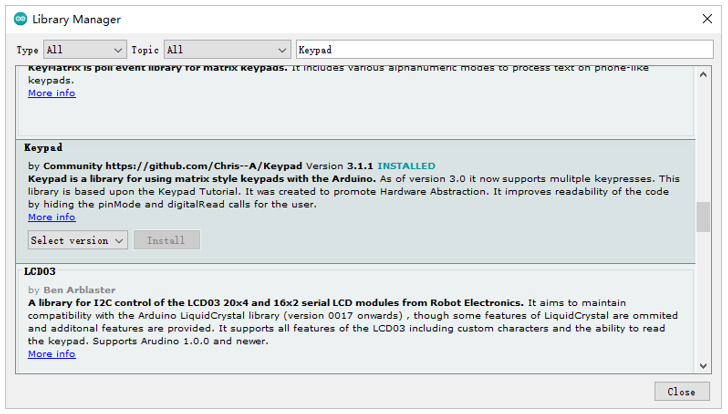 Library Manager
Type All Topic All Keypad
KeyMatrix is poll event library for matrix keypads. It includes various alphanumeric modes to process text on phone-like
keypads.
More info
Keypad
by Community https://github.com/Chris--A/Keypad Version 3.1.1 INSTALLED
Keypad is a library for using matrix style keypads with the Arduino. As of version 3.0 it now supports mulitple keypresses. This
library is based upon the Keypad Tutorial. It was created to promote Hardware Abstraction. It improves readability of the code
by hiding the pinMode and digitalRead calls for the user.
More info
Select version Install
LCD03
by Ben Arblaster
A library for I2C control of the LCD03 20x4 and 16x2 serial LCD modules from Robot Electronics. It aims to maintain
compatibility with the Arduino LiquidCrystal library (version 0017 onwards) , though some features of LiquidCrystal are ommited
and additonal features are provided. It supports all features of the LCD03 including custom characters and the ability to read
the keypad. Supports Arudino 1.0.0 and newer.
More info
Close